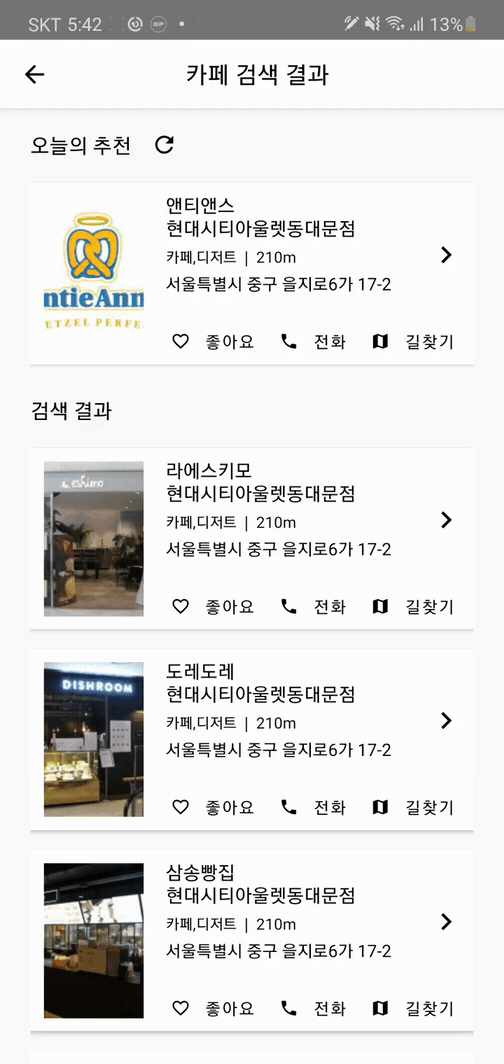 SKT 5:42 GIF 13%
카페 검색 결과
오늘의 추천
앤티앤스
현대시티아울렛동대문점
카페,디저트 | 210m
서울특별시 중구 을지로6가 17-2
ntieAnn
ETZEL PERFE
좋아요 전화 길찾기
검색 결과
라에스키모
현대시티아울렛동대문점
카페,디저트 | 210m
서울특별시 중구 을지로6가 17-2
eskimo
좋아요 전화 길찾기
도레도레
현대시티아울렛동대문점
카페,디저트 | 210m
서울특별시 중구 을지로6가 17-2
DISHROOM
좋아요 전화 길찾기
삼송빵집
현대시티아울렛동대문점
카페,디저트 | 210m
서울특별시 중구 을지로6가 17-2
좋아요 전화 길찾기